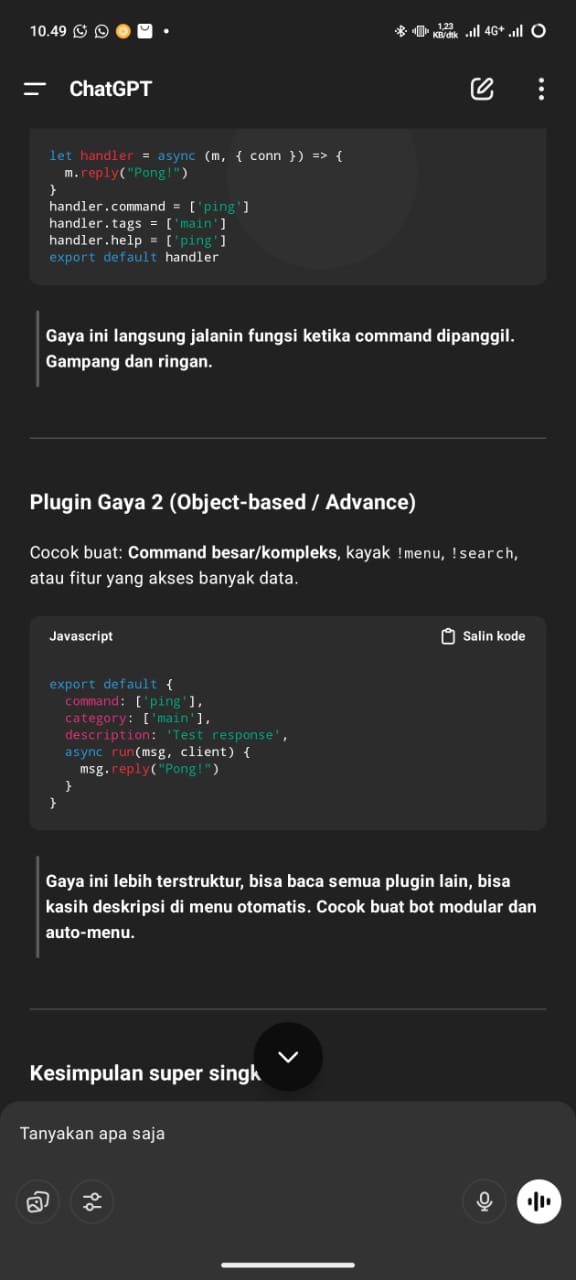 10.49
1,23
KB/dtk
4G+
ChatGPT
let handler = async (m, { conn }) => {
  m.reply("Pong!")
}
handler.command = ['ping']
handler.tags = ['main']
handler.help = ['ping']
export default handler
Gaya ini langsung jalanin fungsi ketika command dipanggil.
Gampang dan ringan.
Plugin Gaya 2 (Object-based / Advance)
Cocok buat: Command besar/kompleks, kayak !menu, !search,
atau fitur yang akses banyak data.
Javascript
Salin kode
export default {
  command: ['ping'],
  category: ['main'],
  description: 'Test response',
  async run(msg, client) {
    msg.reply("Pong!")
  }
}
Gaya ini lebih terstruktur, bisa baca semua plugin lain, bisa
kasih deskripsi di menu otomatis. Cocok buat bot modular dan
auto-menu.
Kesimpulan super singk
Tanyakan apa saja